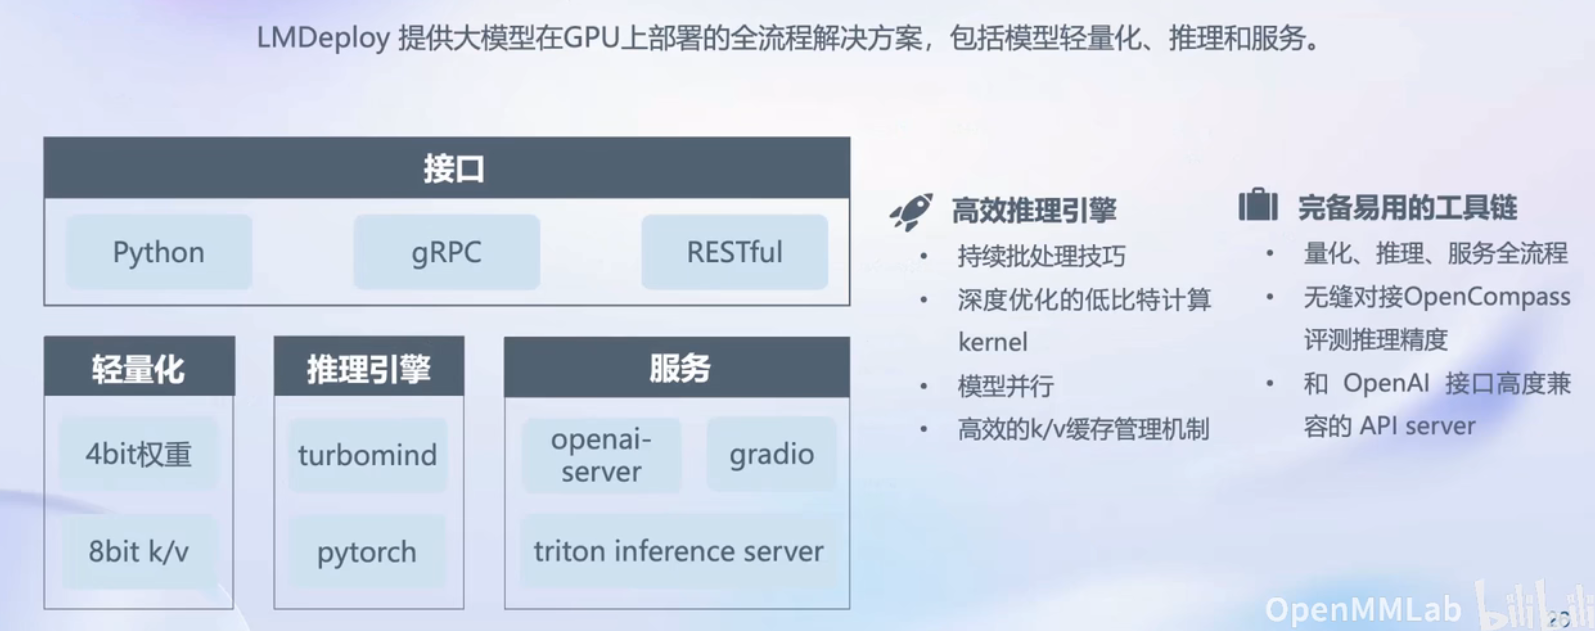 LMDeploy 提供大模型在GPU上部署的全流程解决方案，包括模型轻量化、推理和服务。
接口
Python
gRPC
RESTful
轻量化
4bit权重
8bit k/v
推理引擎
turbomind
pytorch
服务
openai-
server
gradio
triton inference server
高效推理引擎
• 持续批处理技巧
• 深度优化的低比特计算
kernel
• 模型并行
• 高效的k/v缓存管理机制
完备易用的工具链
• 量化、推理、服务全流程
• 无缝对接OpenCompass
评测推理精度
• 和 OpenAI 接口高度兼
容的 API server
OpenMMLab bilibili
20